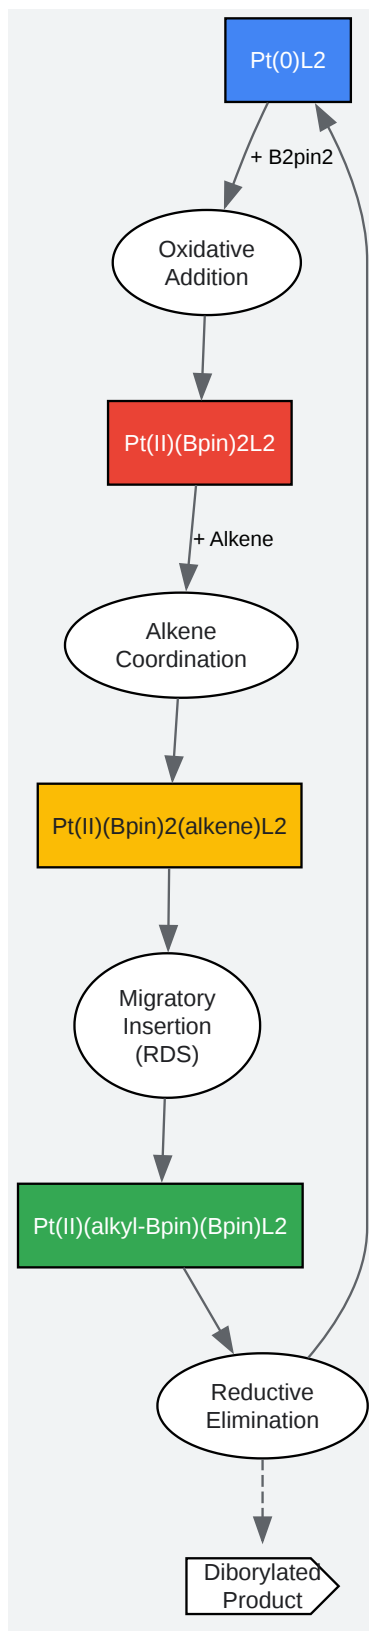 Pt(0)L2
+ B2pin2
Oxidative
Addition
Pt(II)(Bpin)2L2
+ Alkene
Alkene
Coordination
Pt(II)(Bpin)2(alkene)L2
Migratory
Insertion
(RDS)
Pt(II)(alkyl-Bpin)(Bpin)L2
Reductive
Elimination
Diborylated
Product